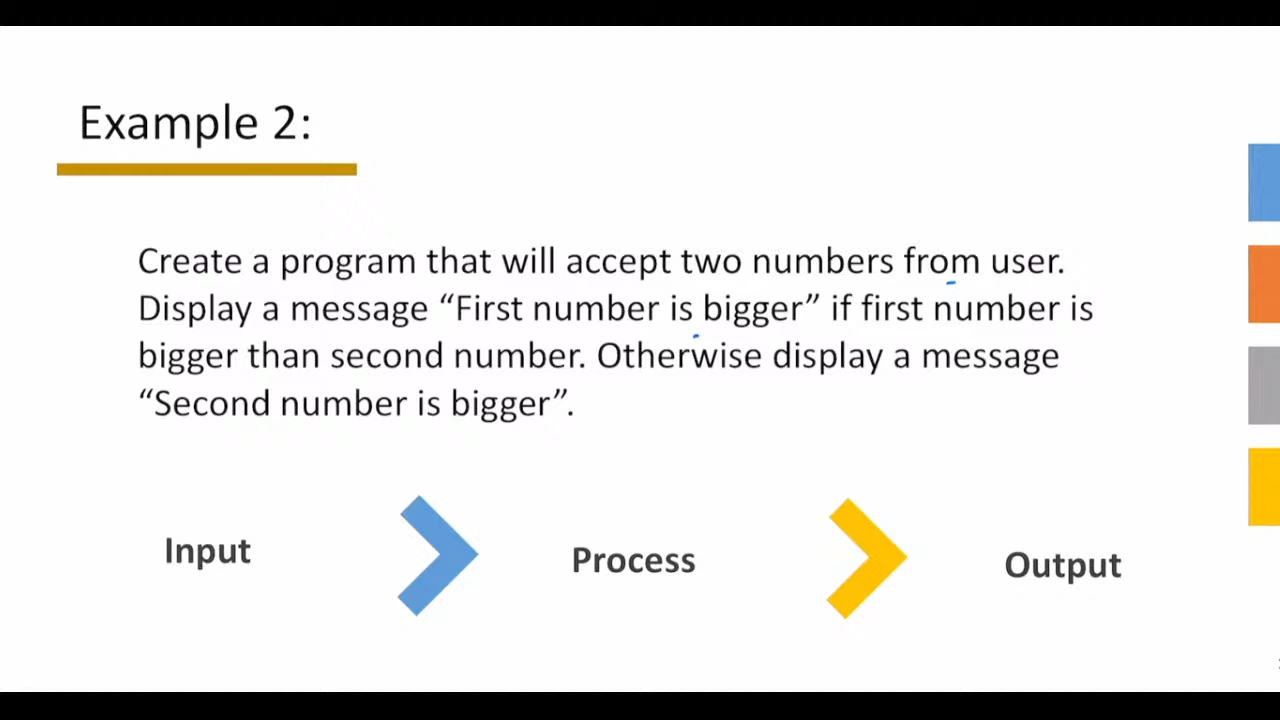 Example 2:
Create a program that will accept two numbers from user.
Display a message “First number is bigger” if first number is
bigger than second number. Otherwise display a message
“Second number is bigger”.
Input
Process
Output